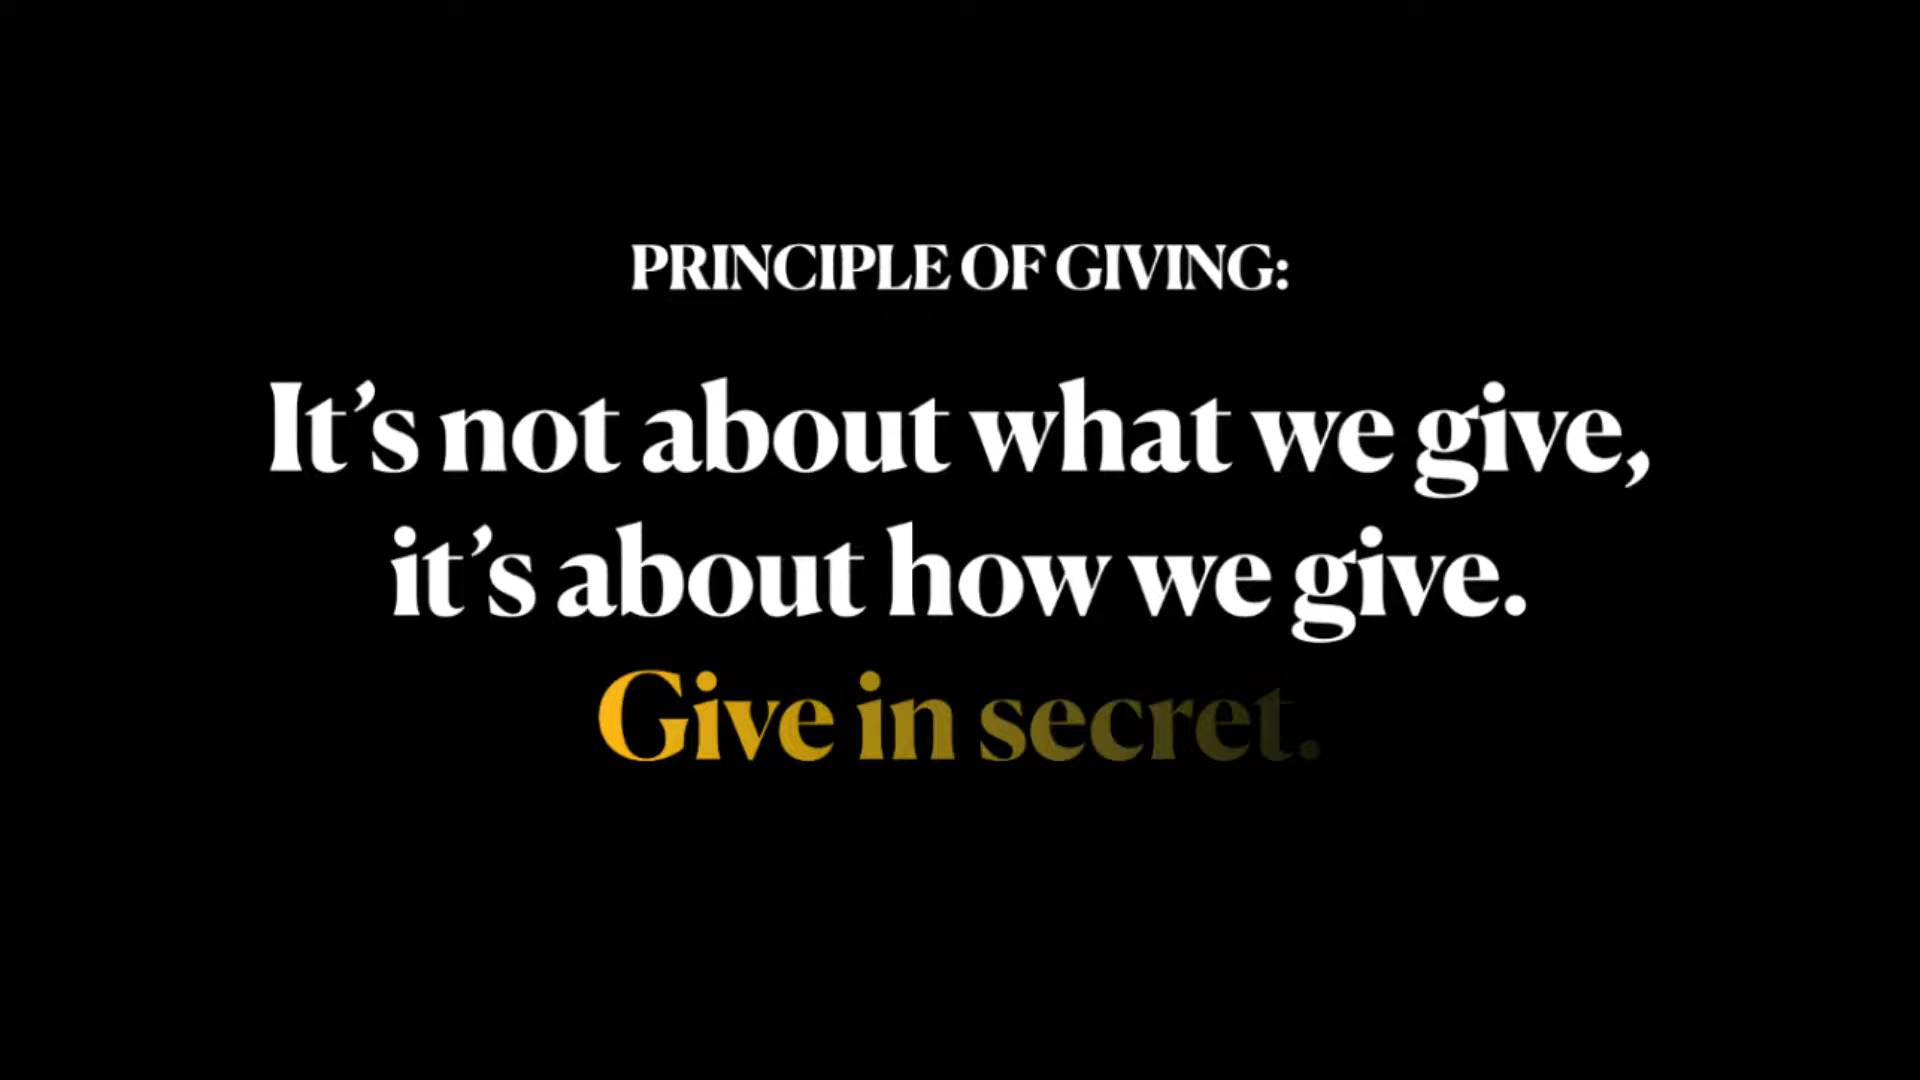 PRINCIPLE OF GIVING:
It’s not about what we give,
it’s about how we give.
Give in secret.